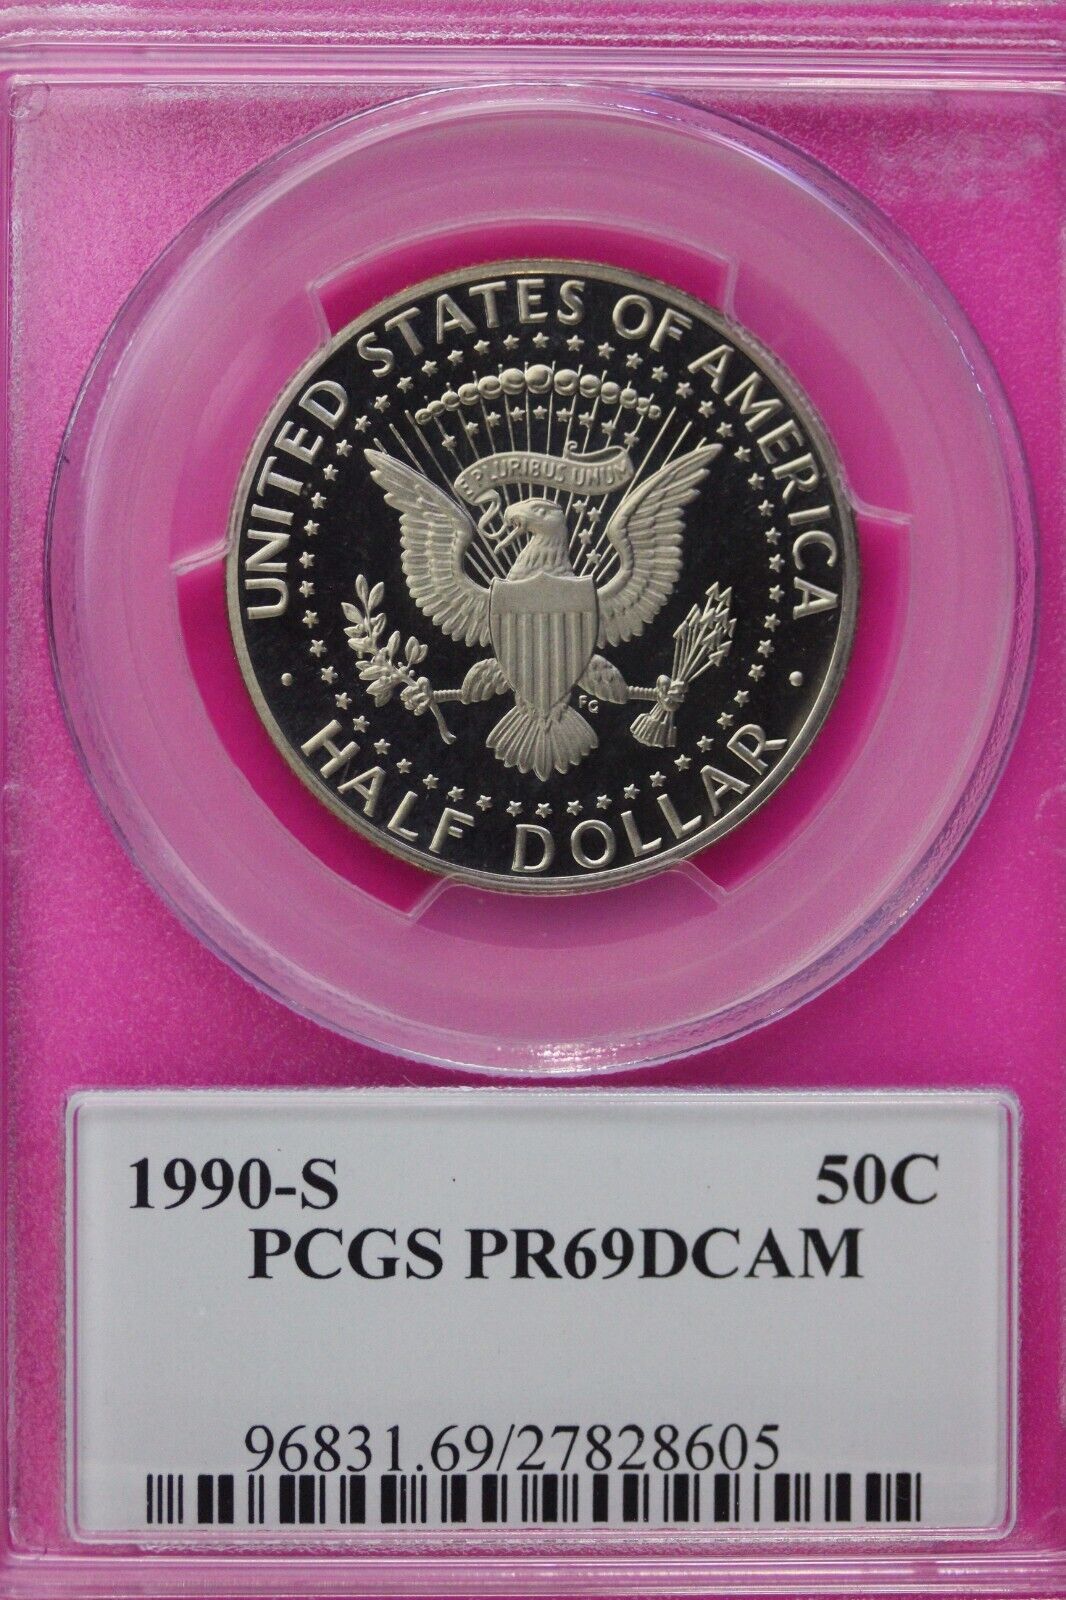 UNITED STATES OF AMERICA
E PLURIBUS UNUM
FG
· HALF DOLLAR ·
1990-S 50C
PCGS PR69DCAM
96831.69/27828605